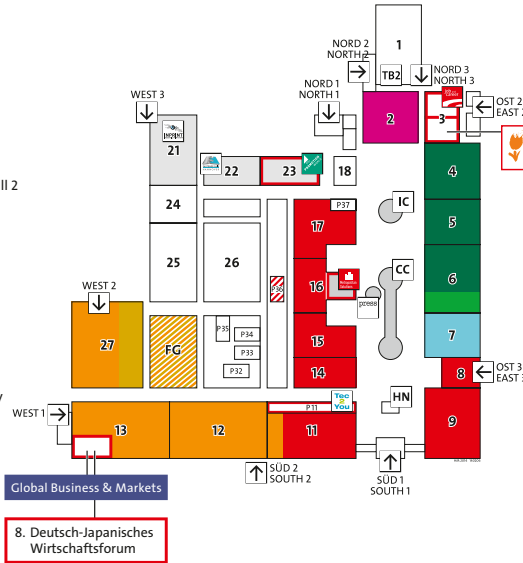 1
NORD 2
NORTH 2
TB2
NORD 3
NORTH 3
NORD 1
NORTH 1
WEST 3
OST 2
EAST 2
2
3
21
ll 2
22
23
18
4
24
P37
IC
17
5
25
26
CC
6
16
P36
press
WEST 2
27
FG
P35
P34
P33
P32
15
7
14
8
OST 3
EAST 3
Tec
2
You
P11
HN
WEST 1
13
12
11
9
SÜD 2
SOUTH 2
SÜD 1
SOUTH 1
Global Business & Markets
8. Deutsch-Japanisches
Wirtschaftsforum